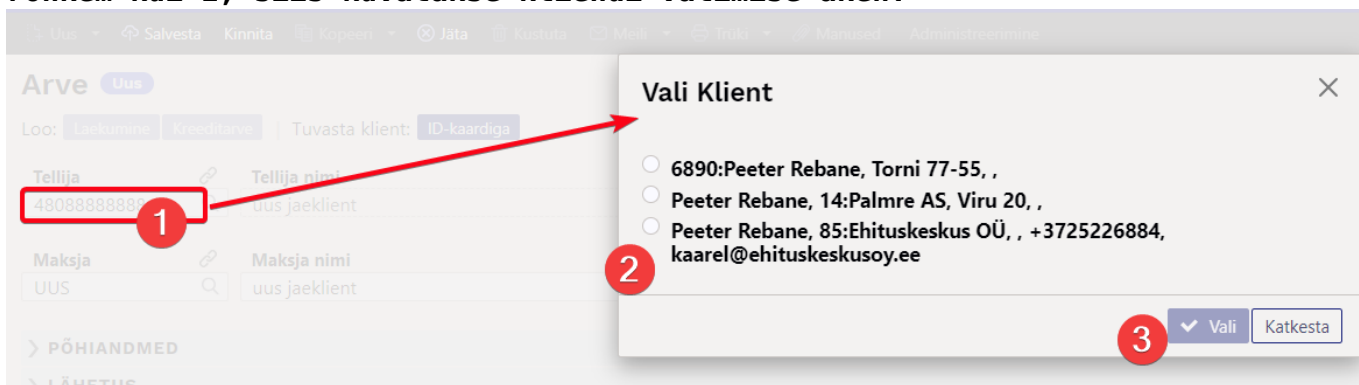 Uus Salvesta Kinnita Kopeeri Jäta Kustuta Meili Trüki Manused Administreerimine
Arve Uus
Loo: Laekumine Kreeditarve Tuvasta klient: ID-kaardiga
Tellija Tellija nimi
48088888888
uus jaeklient
1
Maksja Maksja nimi
UUS uus jaeklient
PÕHIANDMED
LÄHETUS
Vali Klient
6890:Peeter Rebane, Torni 77-55, ,
Peeter Rebane, 14:Palmre AS, Viru 20, ,
Peeter Rebane, 85:Ehituskeskus OÜ, , +3725226884,
kaarel@ehituskeskusoy.ee
2
3
Vali Katkesta